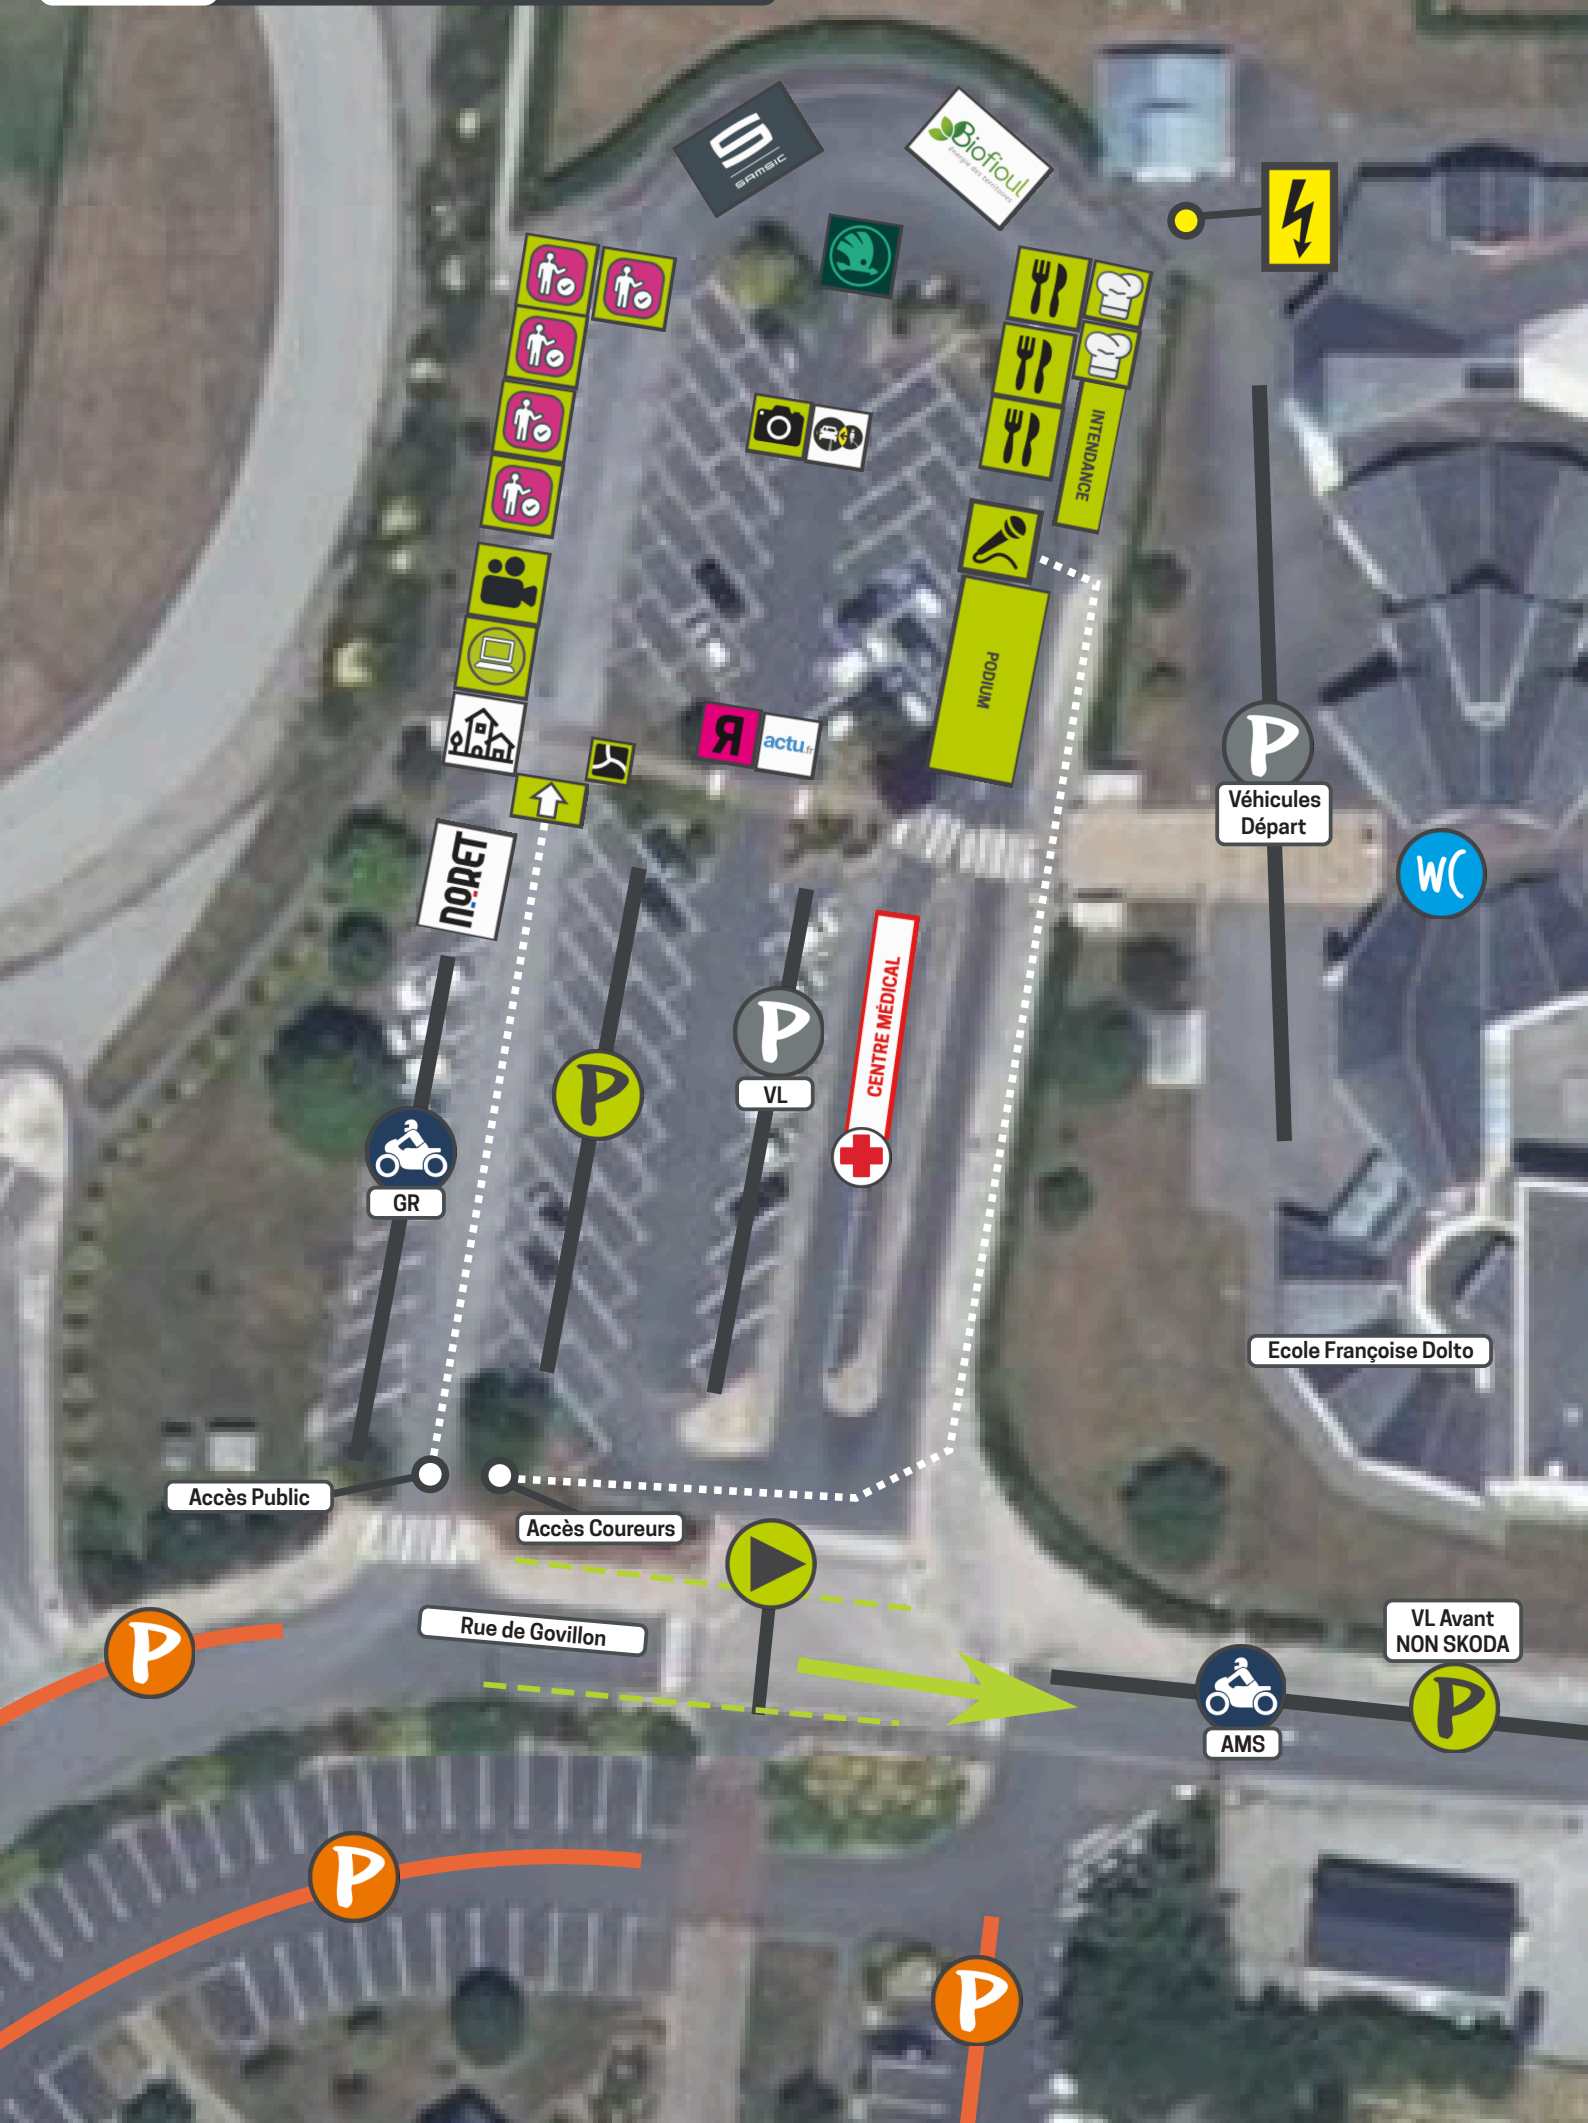 SAMSIC
Biofioul
énergie des territoires
INTENDANCE
PODIUM
R
actu.fr
P
Véhicules
Départ
WC
NORET
CENTRE MÉDICAL
P
VL
P
GR
Ecole Françoise Dolto
Accès Public
Accès Coureurs
Rue de Govillon
P
VL Avant
NON SKODA
P
AMS
P
P